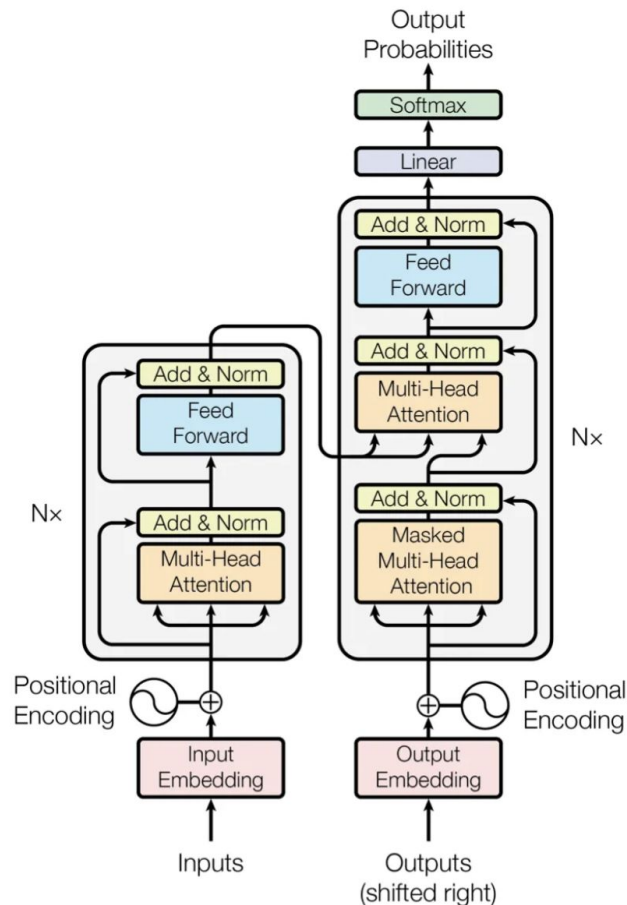 Output
Probabilities
Softmax
Linear
Add & Norm
Feed
Forward
Add & Norm
Multi-Head
Attention
Nx
Add & Norm
Masked
Multi-Head
Attention
Add & Norm
Feed
Forward
Nx
Add & Norm
Multi-Head
Attention
Positional
Encoding
Positional
Encoding
Input
Embedding
Output
Embedding
Inputs
Outputs
(shifted right)